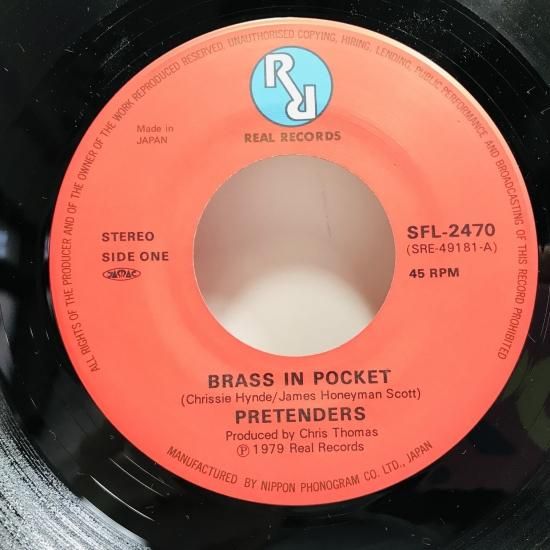 ALL RIGHTS OF THE PRODUCER AND OF THE OWNER OF THE WORK REPRODUCED RESERVED. UNAUTHORISED COPYING, HIRING, LENDING, PUBLIC PERFORMANCE AND BROADCASTING OF THIS RECORD PROHIBITED
RR
REAL RECORDS
Made in
JAPAN
STEREO
SIDE ONE
JASRAC
SFL-2470
(SRE-49181-A)
45 RPM
BRASS IN POCKET
(Chrissie Hynde/James Honeyman Scott)
PRETENDERS
Produced by Chris Thomas
℗ 1979 Real Records
MANUFACTURED BY NIPPON PHONOGRAM CO. LTD., JAPAN